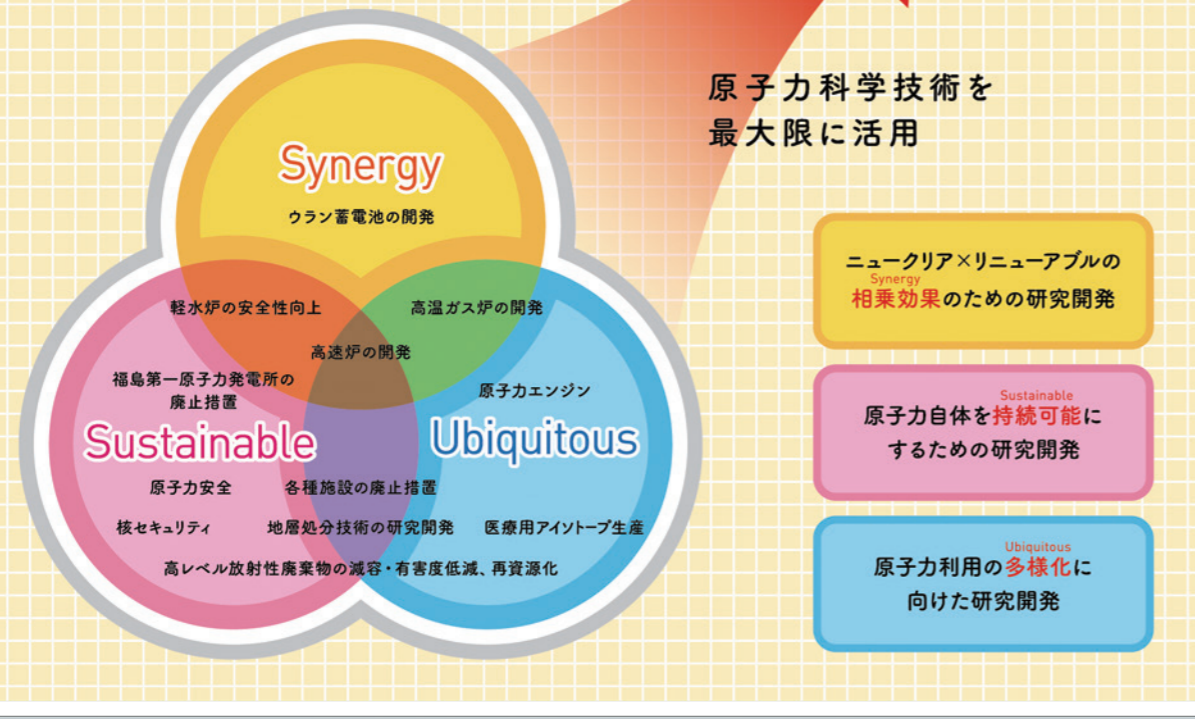 原子力科学技術を
最大限に活用
Synergy
ウラン蓄電池の開発
軽水炉の安全性向上
高温ガス炉の開発
高速炉の開発
福島第一原子力発電所の
廃止措置
原子力エンジン
Sustainable
Ubiquitous
原子力安全
各種施設の廃止措置
核セキュリティ
地層処分技術の研究開発
医療用アイソトープ生産
高レベル放射性廃棄物の減容・有害度低減、再資源化
ニュークリア×リニューアブルの
Synergy
相乗効果のための研究開発
Sustainable
原子力自体を持続可能に
するための研究開発
Ubiquitous
原子力利用の多様化に
向けた研究開発